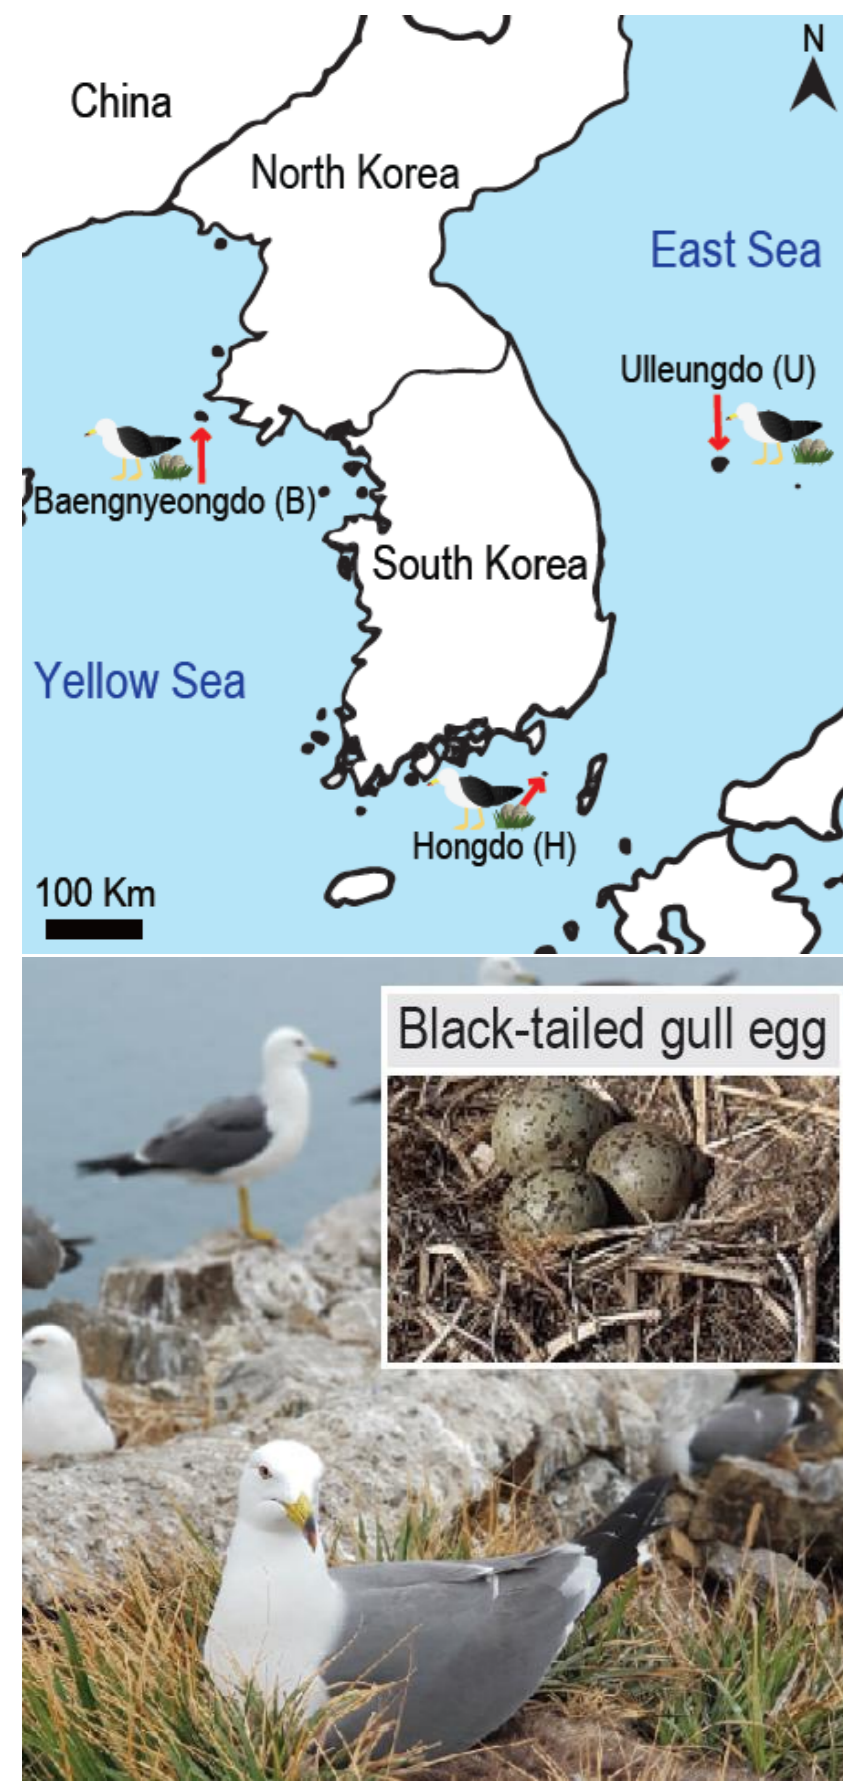 N
China
North Korea
East Sea
Ulleungdo (U)
Baengnyeongdo (B)
South Korea
Yellow Sea
Hongdo (H)
100 Km
Black-tailed gull egg